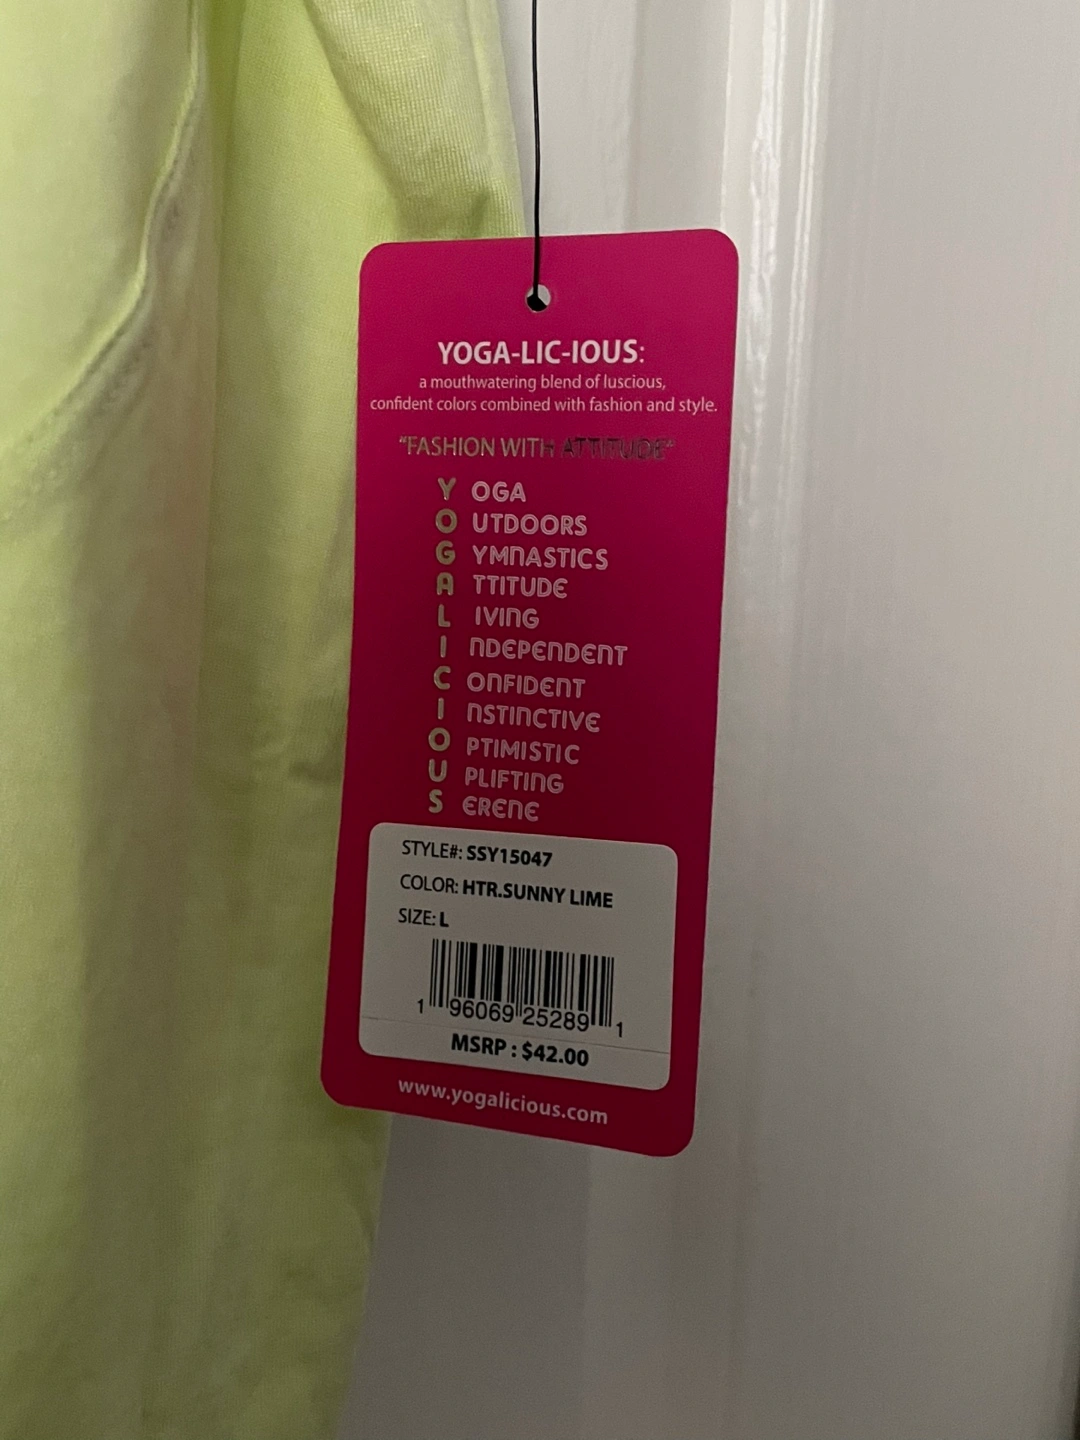 YOGA-LIC-IOUS:
a mouthwatering blend of luscious,
confident colors combined with fashion and style.
"FASHION WITH ATTITUDE"
Y OGA
O UTDOORS
G YMNASTICS
A TTITUDE
L IVING
I NDEPENDENT
C ONFIDENT
I NSTINCTIVE
O PTIMISTIC
U PLIFTING
S ERENE
STYLE#: SSY15047
COLOR: HTR.SUNNY LIME
SIZE: L
1 96069 25289 1
MSRP : $42.00
www.yogalicious.com